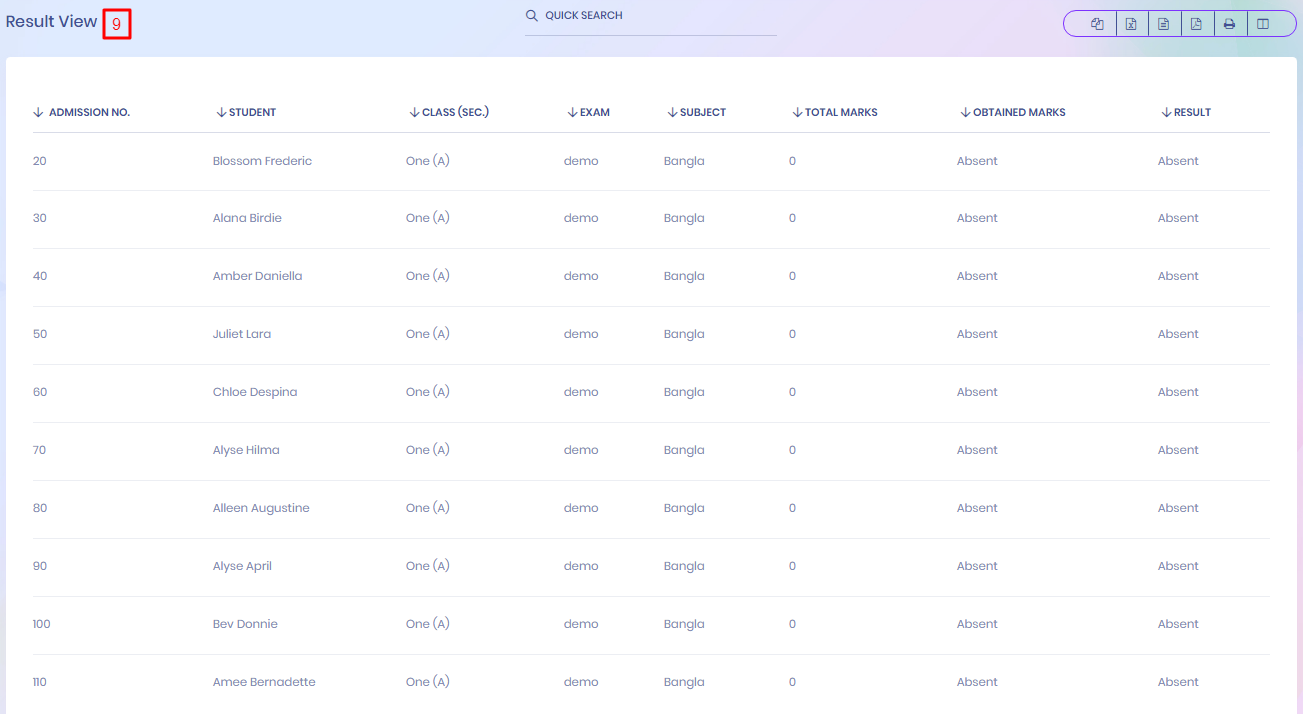 Result View 9 QUICK SEARCH
ADMISSION NO. STUDENT CLASS (SEC.) EXAM SUBJECT TOTAL MARKS OBTAINED MARKS RESULT
20 Blossom Frederic One (A) demo Bangla 0 Absent Absent
30 Alana Birdie One (A) demo Bangla 0 Absent Absent
40 Amber Daniella One (A) demo Bangla 0 Absent Absent
50 Juliet Lara One (A) demo Bangla 0 Absent Absent
60 Chloe Despina One (A) demo Bangla 0 Absent Absent
70 Alyse Hilma One (A) demo Bangla 0 Absent Absent
80 Alleen Augustine One (A) demo Bangla 0 Absent Absent
90 Alyse April One (A) demo Bangla 0 Absent Absent
100 Bev Donnie One (A) demo Bangla 0 Absent Absent
110 Amee Bernadette One (A) demo Bangla 0 Absent Absent